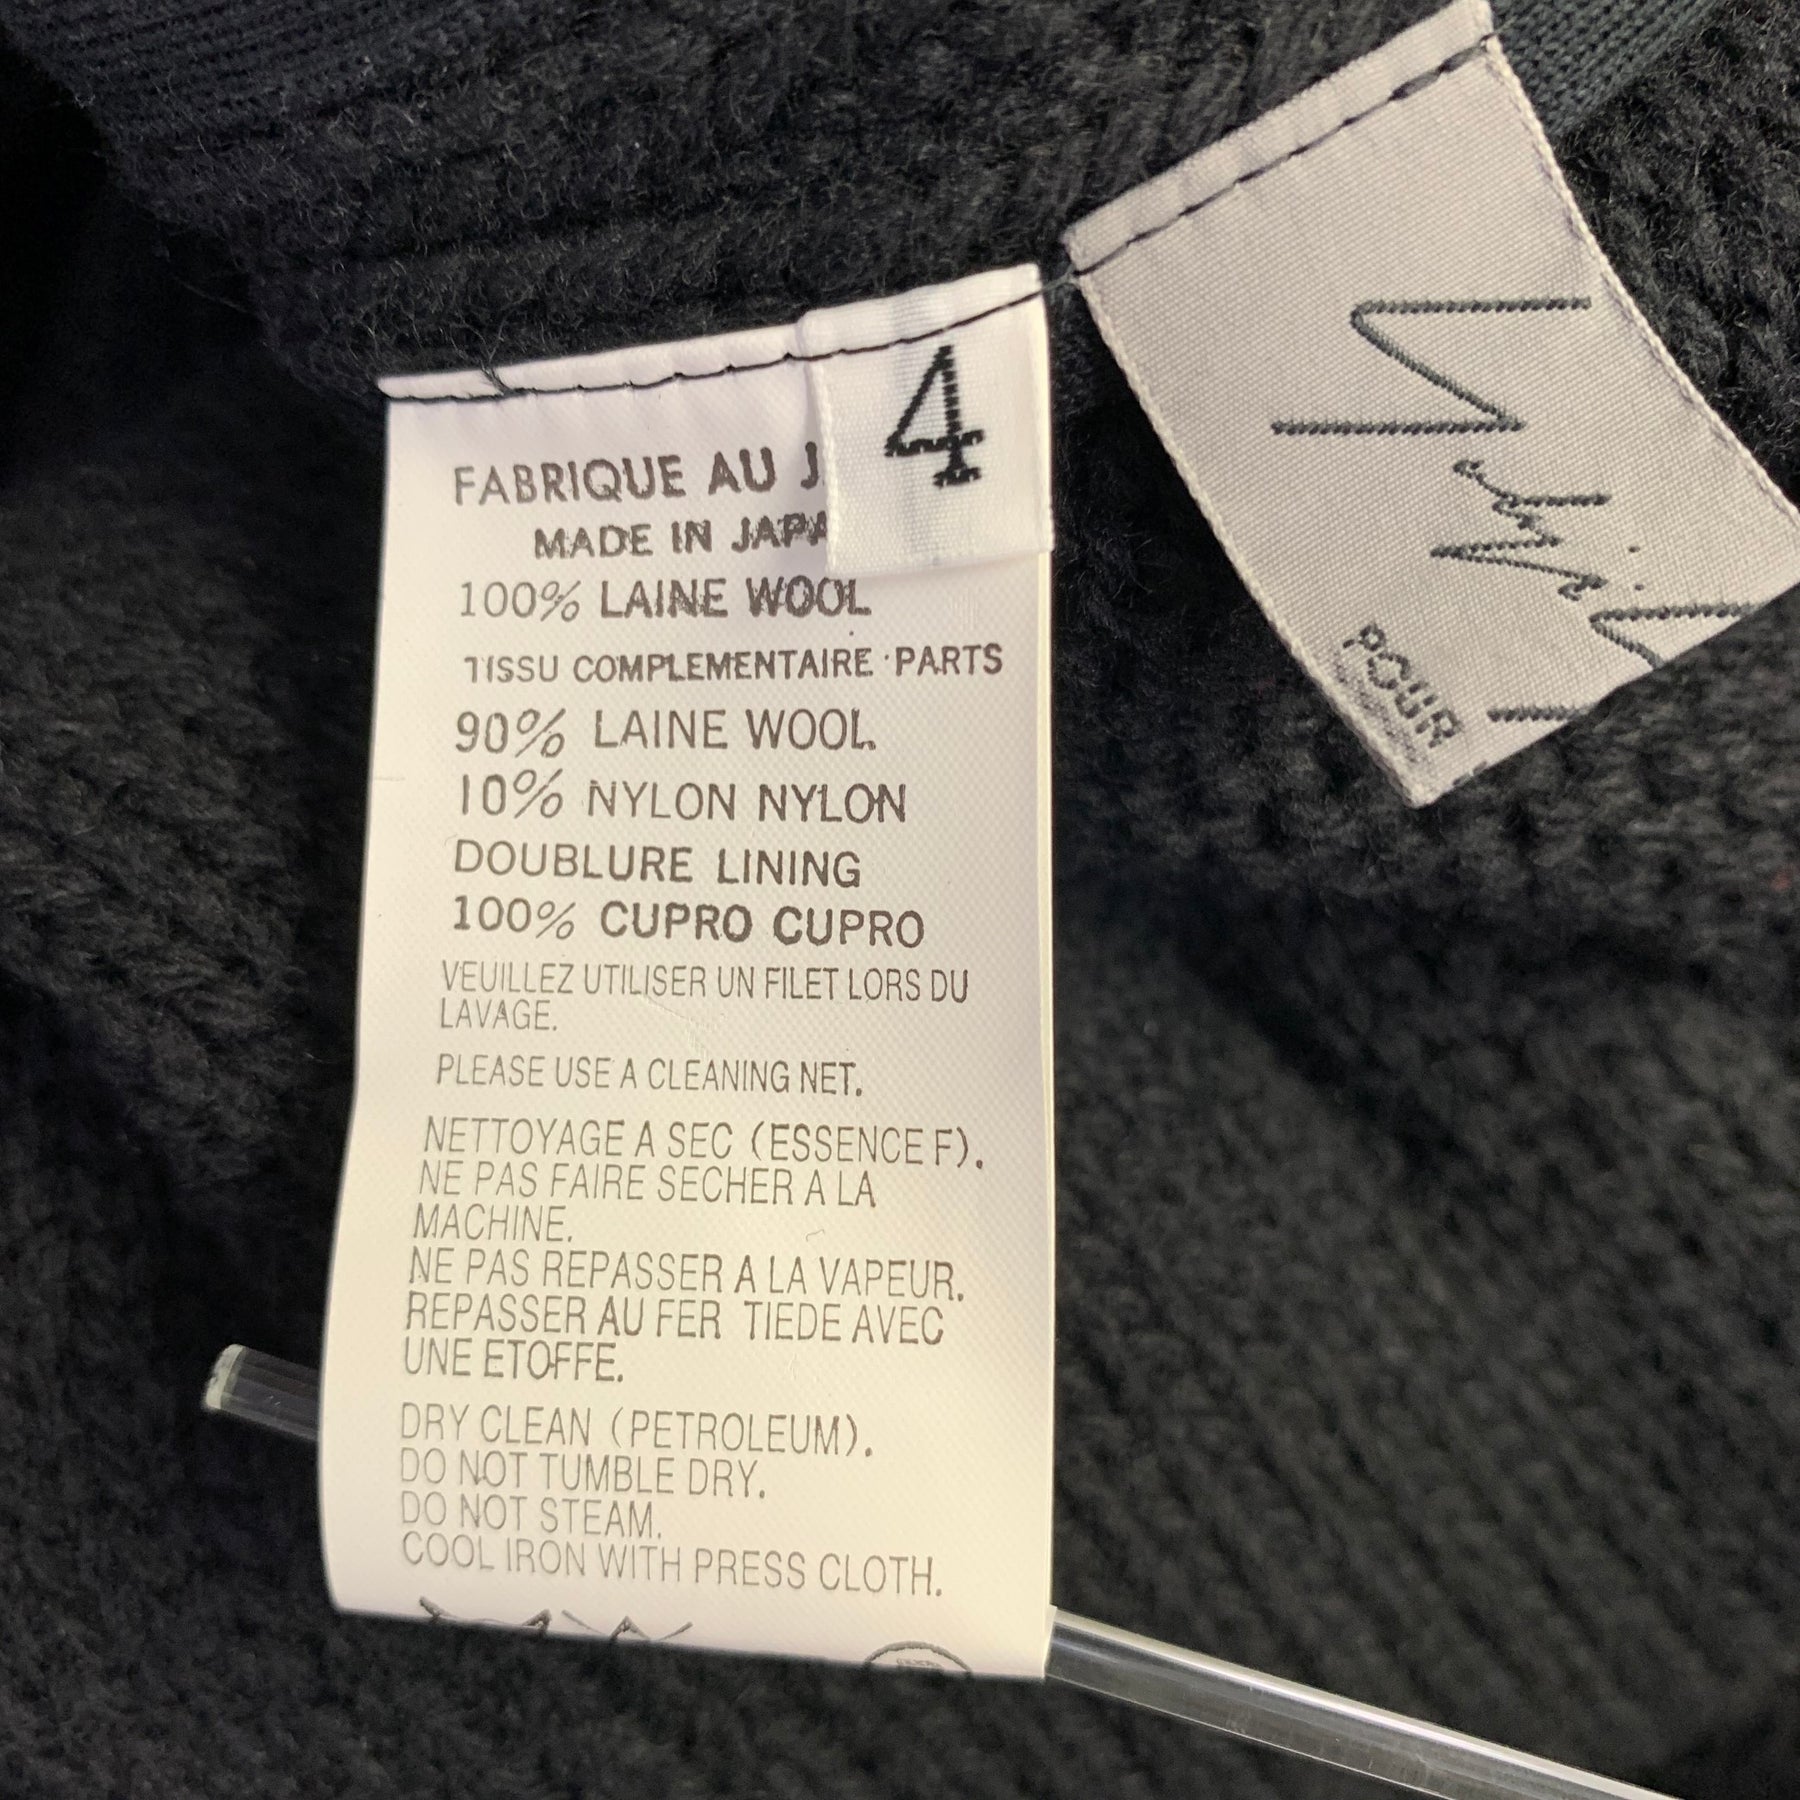 4
FABRIQUE AU
MADE IN
100% LAINE WOOL
TISSU COMPLEMENTAIRE · PARTS
90% LAINE WOOL
10% NYLON NYLON
DOUBLURE LINING
100% CUPRO CUPRO
VEUILLEZ UTILISER UN FILET LORS DU
LAVAGE.
PLEASE USE A CLEANING NET.
NETTOYAGE A SEC (ESSENCE F).
NE PAS FAIRE SECHER A LA
MACHINE.
NE PAS REPASSER A LA VAPEUR.
REPASSER AU FER TIEDE AVEC
UNE ETOFFE.
DRY CLEAN (PETROLEUM).
DO NOT TUMBLE DRY.
DO NOT STEAM.
COOL IRON WITH PRESS CLOTH.
POUR